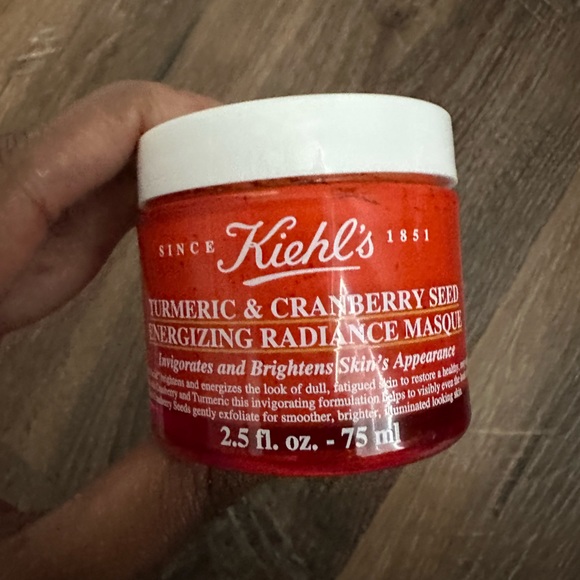 SINCE Kiehl's 1851
TURMERIC & CRANBERRY SEED
ENERGIZING RADIANCE MASQUE
Invigorates and Brightens Skin's Appearance
brightens and energizes the look of dull, fatigued skin to restore a healthy,
and Turmeric this invigorating formulation helps to visibly even the
Seeds gently exfoliate for smoother, brighter, illuminated looking skin.
2.5 fl. oz. - 75 ml